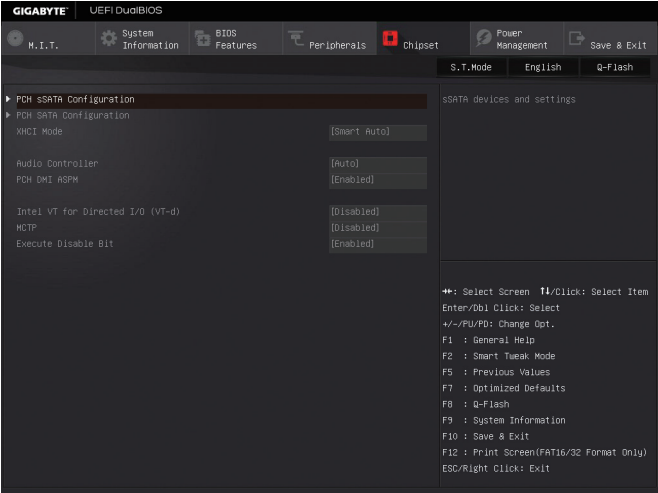 GIGABYTE™ UEFI DualBIOS
M.I.T.
System Information
BIOS Features
Peripherals
Chipset
Power Management
Save & Exit
S.T.Mode English Q-Flash
PCH sSATA Configuration
PCH SATA Configuration
XHCI Mode [Smart Auto]
Audio Controller [Auto]
PCH DMI ASPM [Enabled]
Intel VT for Directed I/O (VT-d) [Disabled]
MCTP [Disabled]
Execute Disable Bit [Enabled]
sSATA devices and settings
→←: Select Screen ↑↓/Click: Select Item
Enter/Dbl Click: Select
+/-/PU/PD: Change Opt.
F1 : General Help
F2 : Smart Tweak Mode
F5 : Previous Values
F7 : Optimized Defaults
F8 : Q-Flash
F9 : System Information
F10 : Save & Exit
F12 : Print Screen(FAT16/32 Format Only)
ESC/Right Click: Exit